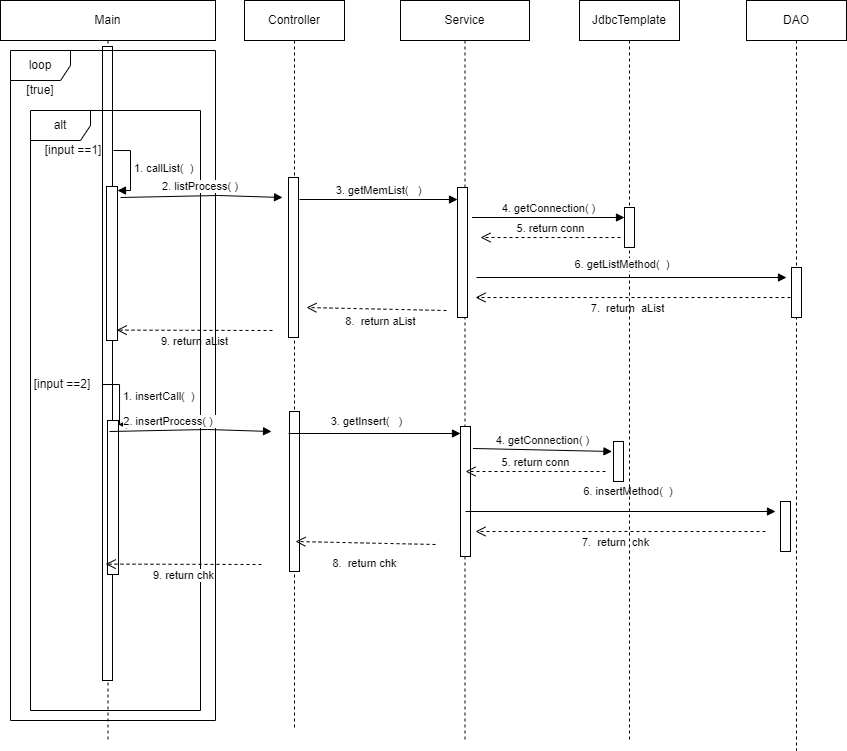 Main
Controller
Service
JdbcTemplate
DAO
loop
[true]
alt
[input ==1]
1. callList(  )
2. listProcess( )
3. getMemList(   )
4. getConnection( )
5. return conn
6. getListMethod(  )
7.  return  aList
8.  return aList
9. return aList
[input ==2]
1. insertCall(  )
2. insertProcess( )
3. getInsert(   )
4. getConnection( )
5. return conn
6. insertMethod(  )
7.  return  chk
8.  return chk
9. return chk